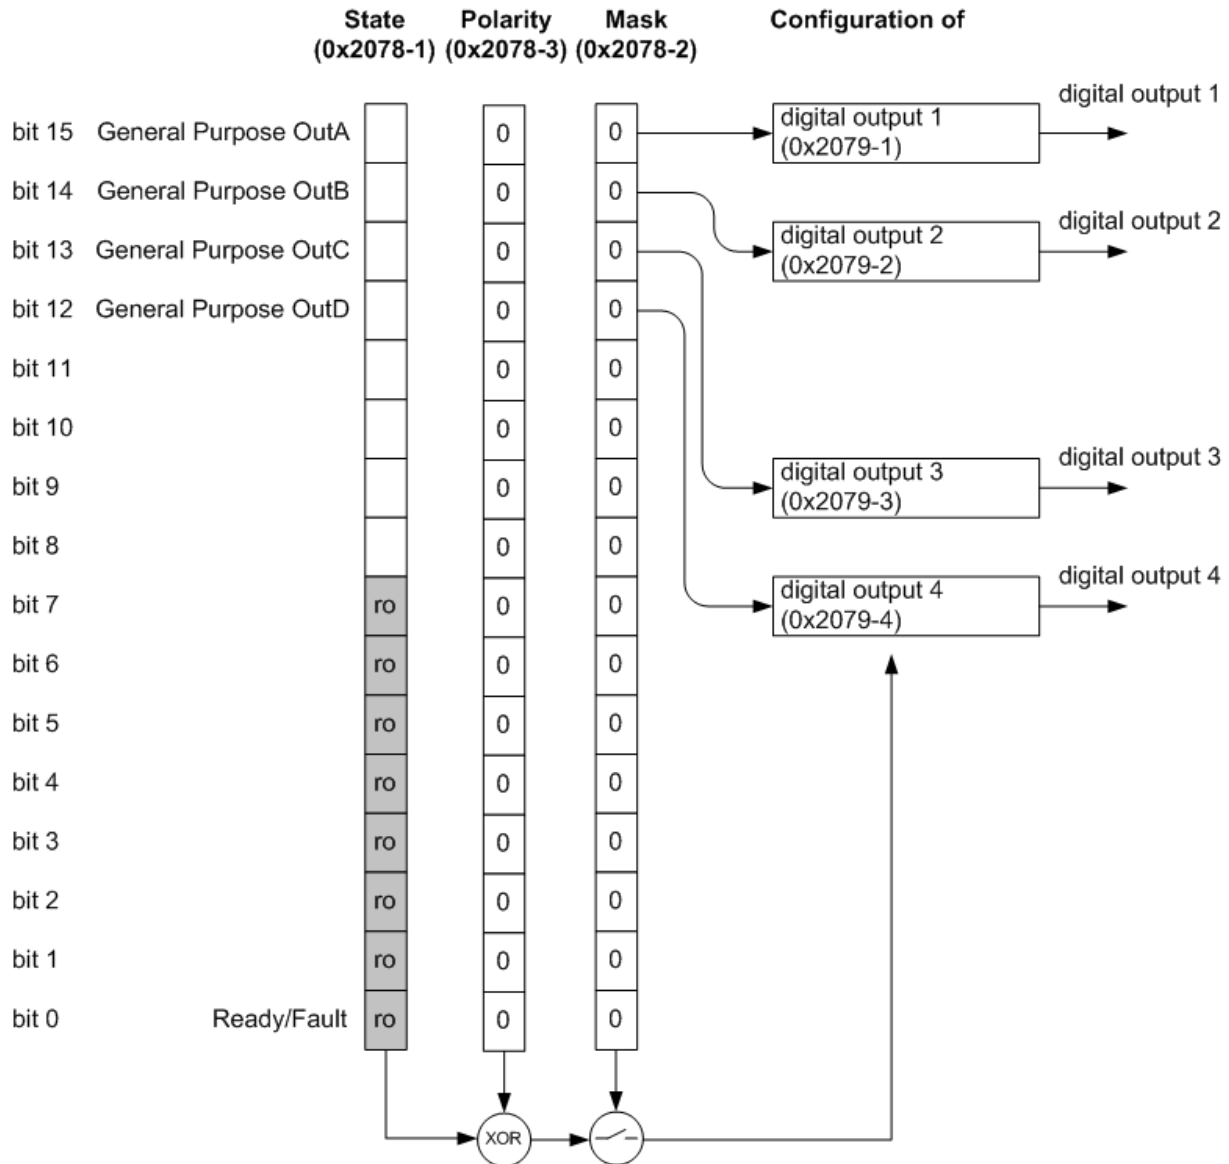 State Polarity Mask Configuration of
(0x2078-1) (0x2078-3) (0x2078-2)
digital output 1
bit 15 General Purpose OutA 0 0 digital output 1
(0x2079-1)
bit 14 General Purpose OutB 0 0
digital output 2
bit 13 General Purpose OutC 0 0 digital output 2
(0x2079-2)
bit 12 General Purpose OutD 0 0
bit 11 0 0
bit 10 0 0
digital output 3
bit 9 0 0 digital output 3
(0x2079-3)
bit 8 0 0
digital output 4
bit 7 ro 0 0 digital output 4
(0x2079-4)
bit 6 ro 0 0
bit 5 ro 0 0
bit 4 ro 0 0
bit 3 ro 0 0
bit 2 ro 0 0
bit 1 ro 0 0
bit 0 Ready/Fault ro 0 0
XOR